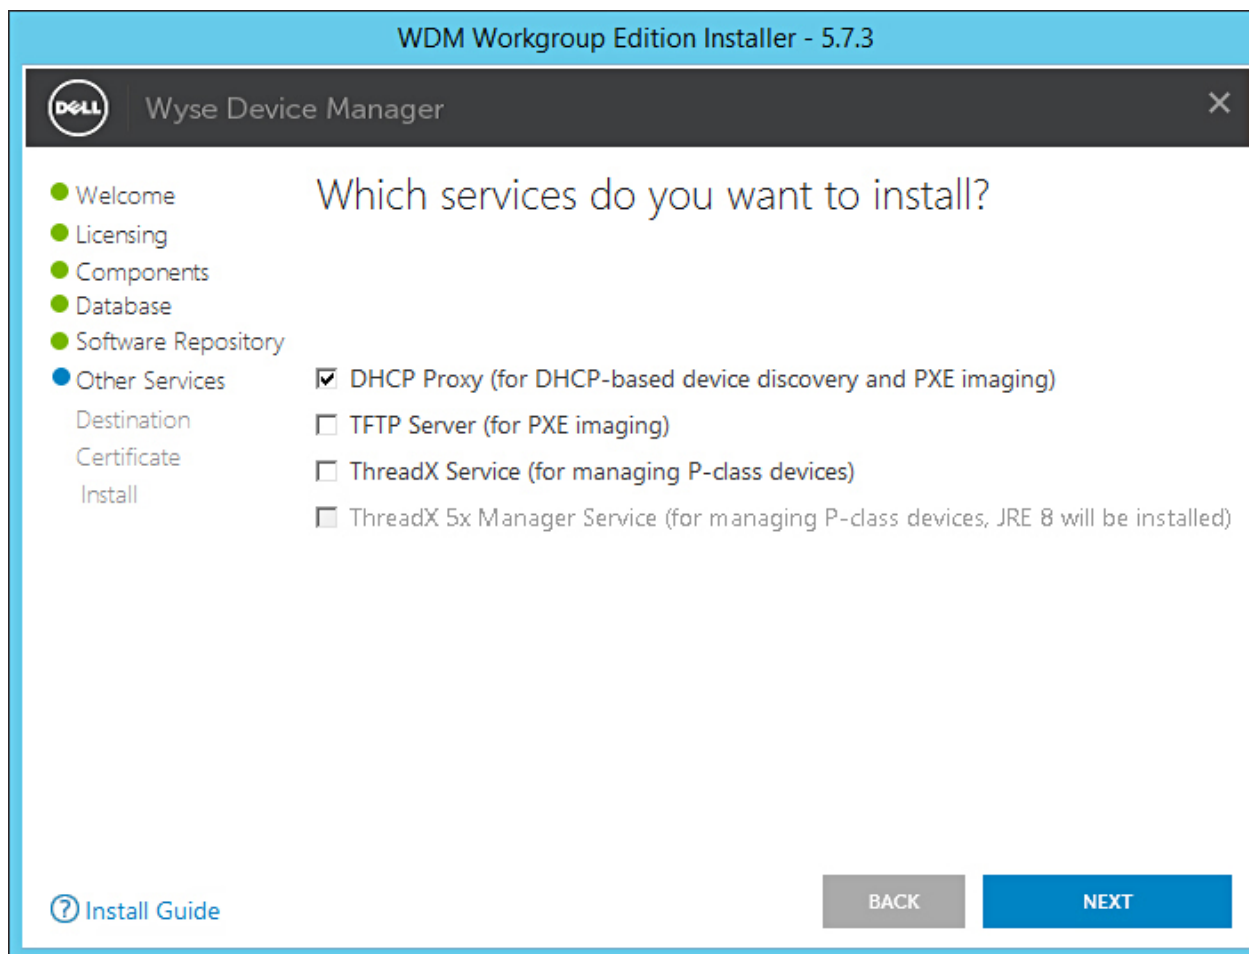 WDM Workgroup Edition Installer - 5.7.3
DELL
Wyse Device Manager
Welcome
Licensing
Components
Database
Software Repository
Other Services
Destination
Certificate
Install
Which services do you want to install?
DHCP Proxy (for DHCP-based device discovery and PXE imaging)
TFTP Server (for PXE imaging)
ThreadX Service (for managing P-class devices)
ThreadX 5x Manager Service (for managing P-class devices, JRE 8 will be installed)
? Install Guide
BACK
NEXT